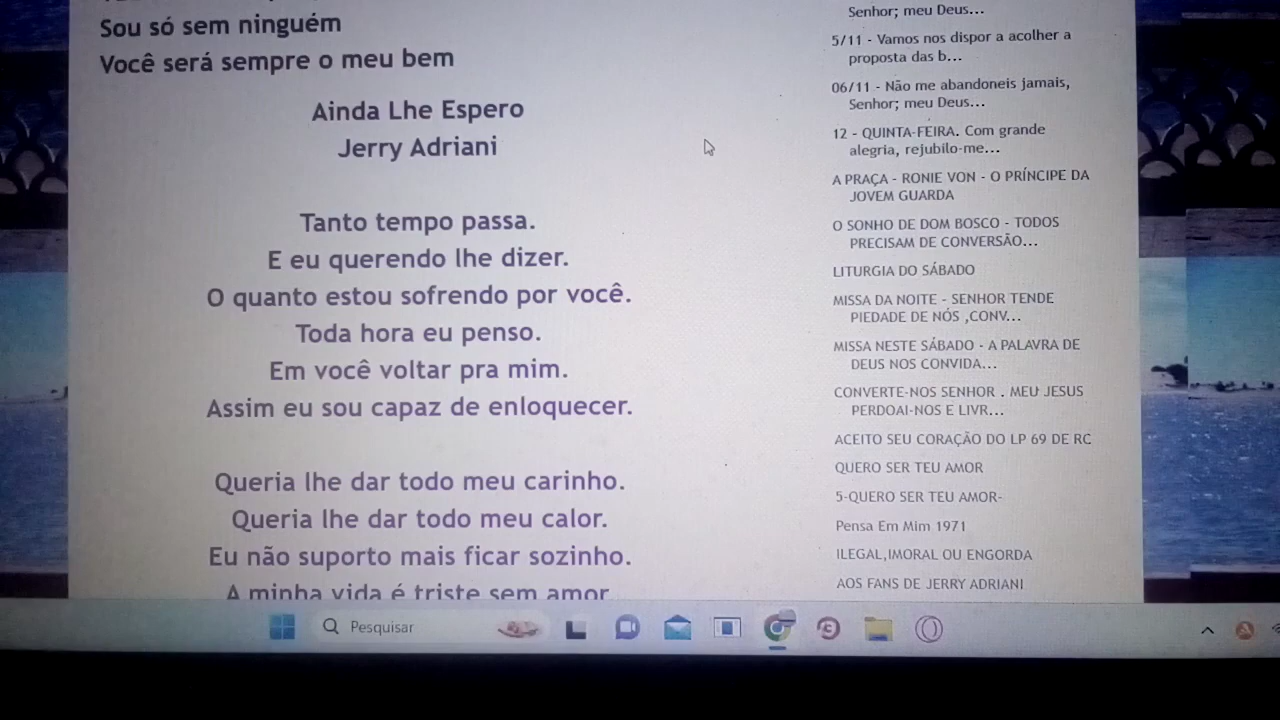 Sou só sem ninguém
Você será sempre o meu bem
Ainda Lhe Espero
Jerry Adriani
Tanto tempo passa.
E eu querendo lhe dizer.
O quanto estou sofrendo por você.
Toda hora eu penso.
Em você voltar pra mim.
Assim eu sou capaz de enloquecer.
Queria lhe dar todo meu carinho.
Queria lhe dar todo meu calor.
Eu não suporto mais ficar sozinho.
A minha vida é triste sem amor
Senhor; meu Deus...
5/11 - Vamos nos dispor a acolher a
proposta das b...
06/11 - Não me abandoneis jamais,
Senhor; meu Deus...
12 - QUINTA-FEIRA. Com grande
alegria, rejubilo-me...
A PRAÇA - RONIE VON - O PRÍNCIPE DA
JOVEM GUARDA
O SONHO DE DOM BOSCO - TODOS
PRECISAM DE CONVERSÃO...
LITURGIA DO SÁBADO
MISSA DA NOITE - SENHOR TENDE
PIEDADE DE NÓS ,CONV...
MISSA NESTE SÁBADO - A PALAVRA DE
DEUS NOS CONVIDA...
CONVERTE-NOS SENHOR . MEU JESUS
PERDOAI-NOS E LIVR...
ACEITO SEU CORAÇÃO DO LP 69 DE RC
QUERO SER TEU AMOR
5-QUERO SER TEU AMOR-
Pensa Em Mim 1971
ILEGAL,IMORAL OU ENGORDA
AOS FANS DE JERRY ADRIANI
Pesquisar